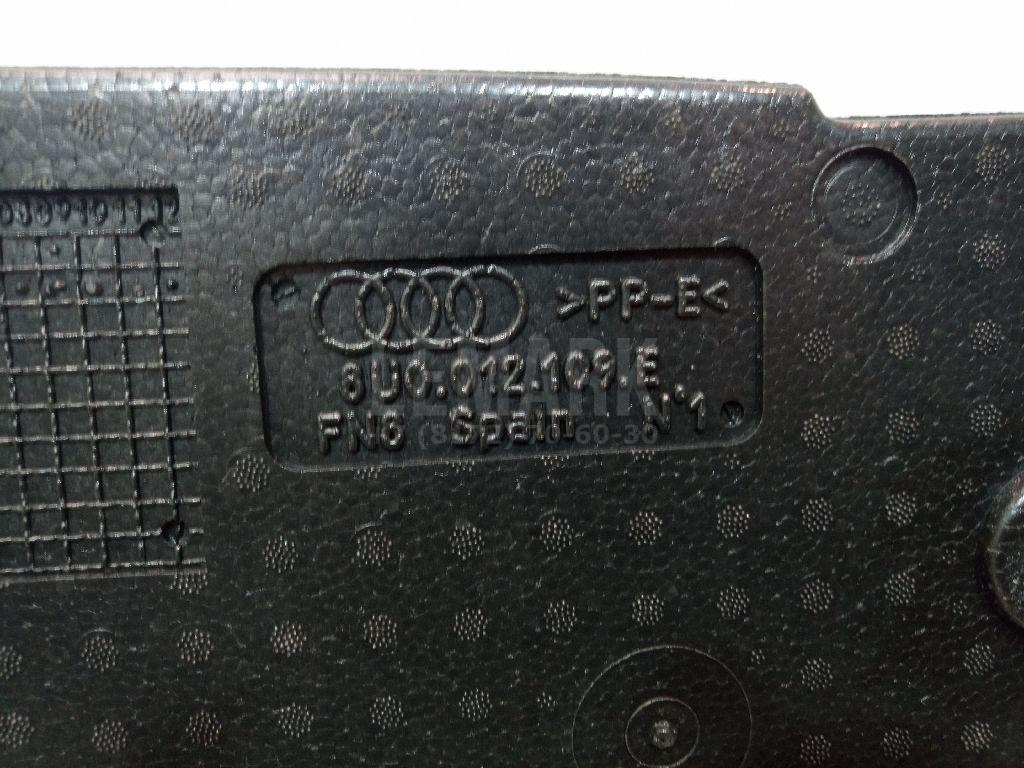 >PP-E<
8U0.012.109.E
FN6 Spain N°1